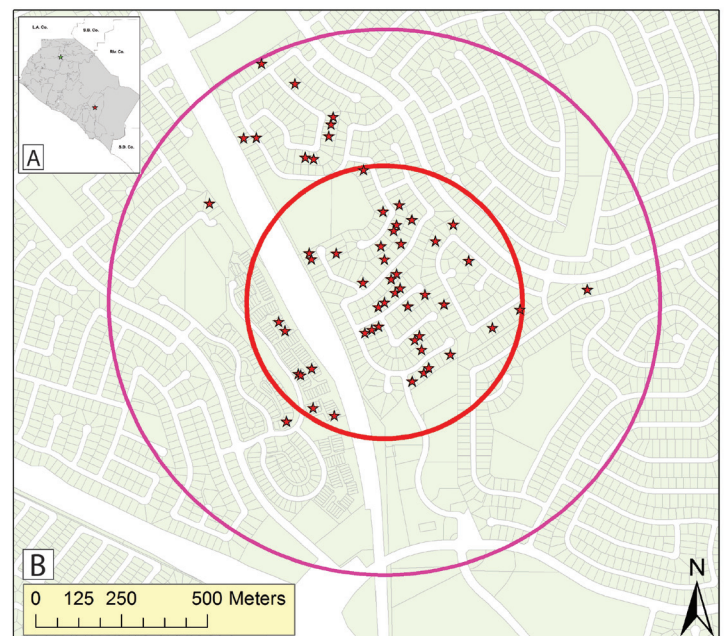 L.A. Co.
S.B. Co.
Riv. Co.
S.D. Co.
A
B
0 125 250 500 Meters
N